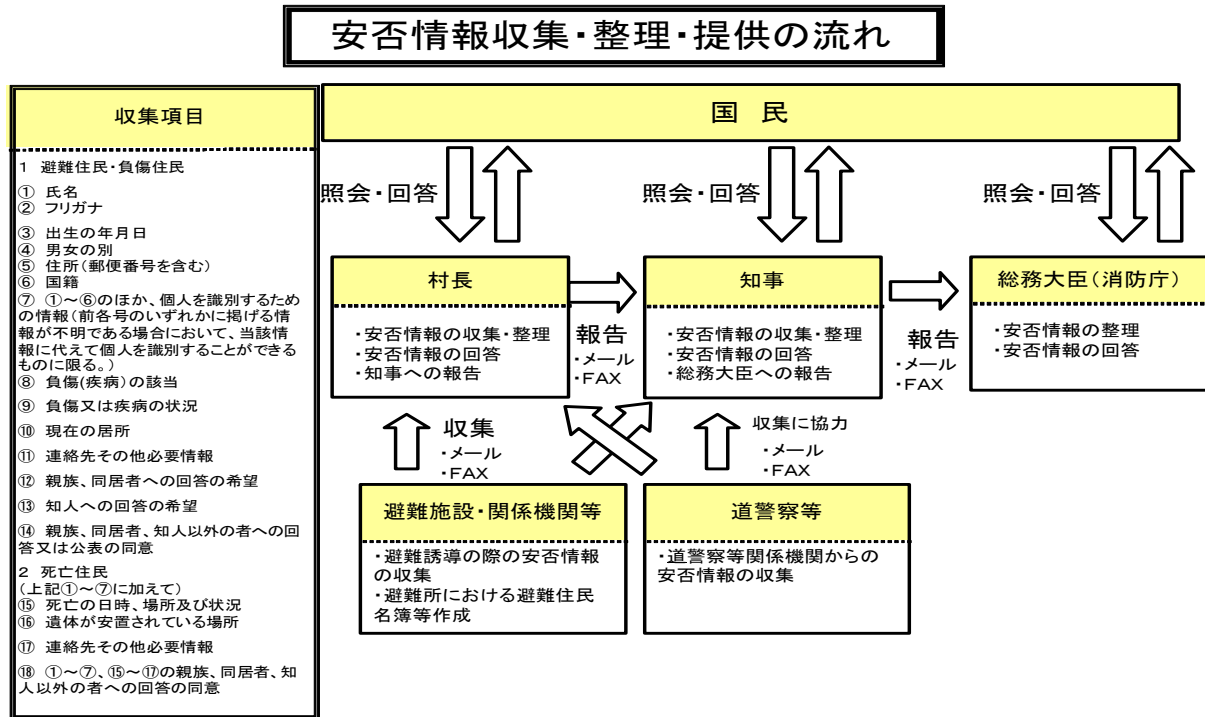 安否情報収集・整理・提供の流れ
収集項目
1 避難住民・負傷住民
① 氏名
② フリガナ
③ 出生の年月日
④ 男女の別
⑤ 住所(郵便番号を含む)
⑥ 国籍
⑦ ①~⑥のほか、個人を識別するため
の情報(前各号のいずれかに掲げる情
報が不明である場合において、当該情
報に代えて個人を識別することができる
ものに限る。)
⑧ 負傷(疾病)の該当
⑨ 負傷又は疾病の状況
⑩ 現在の居所
⑪ 連絡先その他必要情報
⑫ 親族、同居者への回答の希望
⑬ 知人への回答の希望
⑭ 親族、同居者、知人以外の者への回
答又は公表の同意
2 死亡住民
(上記①~⑦に加えて)
⑮ 死亡の日時、場所及び状況
⑯ 遺体が安置されている場所
⑰ 連絡先その他必要情報
⑱ ①~⑦、⑮~⑰の親族、同居者、知
人以外の者への回答の同意
国 民
照会・回答
照会・回答
照会・回答
村長
・安否情報の収集・整理
・安否情報の回答
・知事への報告
報告
・メール
・FAX
知事
・安否情報の収集・整理
・安否情報の回答
・総務大臣への報告
報告
・メール
・FAX
総務大臣(消防庁)
・安否情報の整理
・安否情報の回答
収集
・メール
・FAX
収集に協力
・メール
・FAX
避難施設・関係機関等
・避難誘導の際の安否情報
の収集
・避難所における避難住民
名簿等作成
道警察等
・道警察等関係機関からの
安否情報の収集